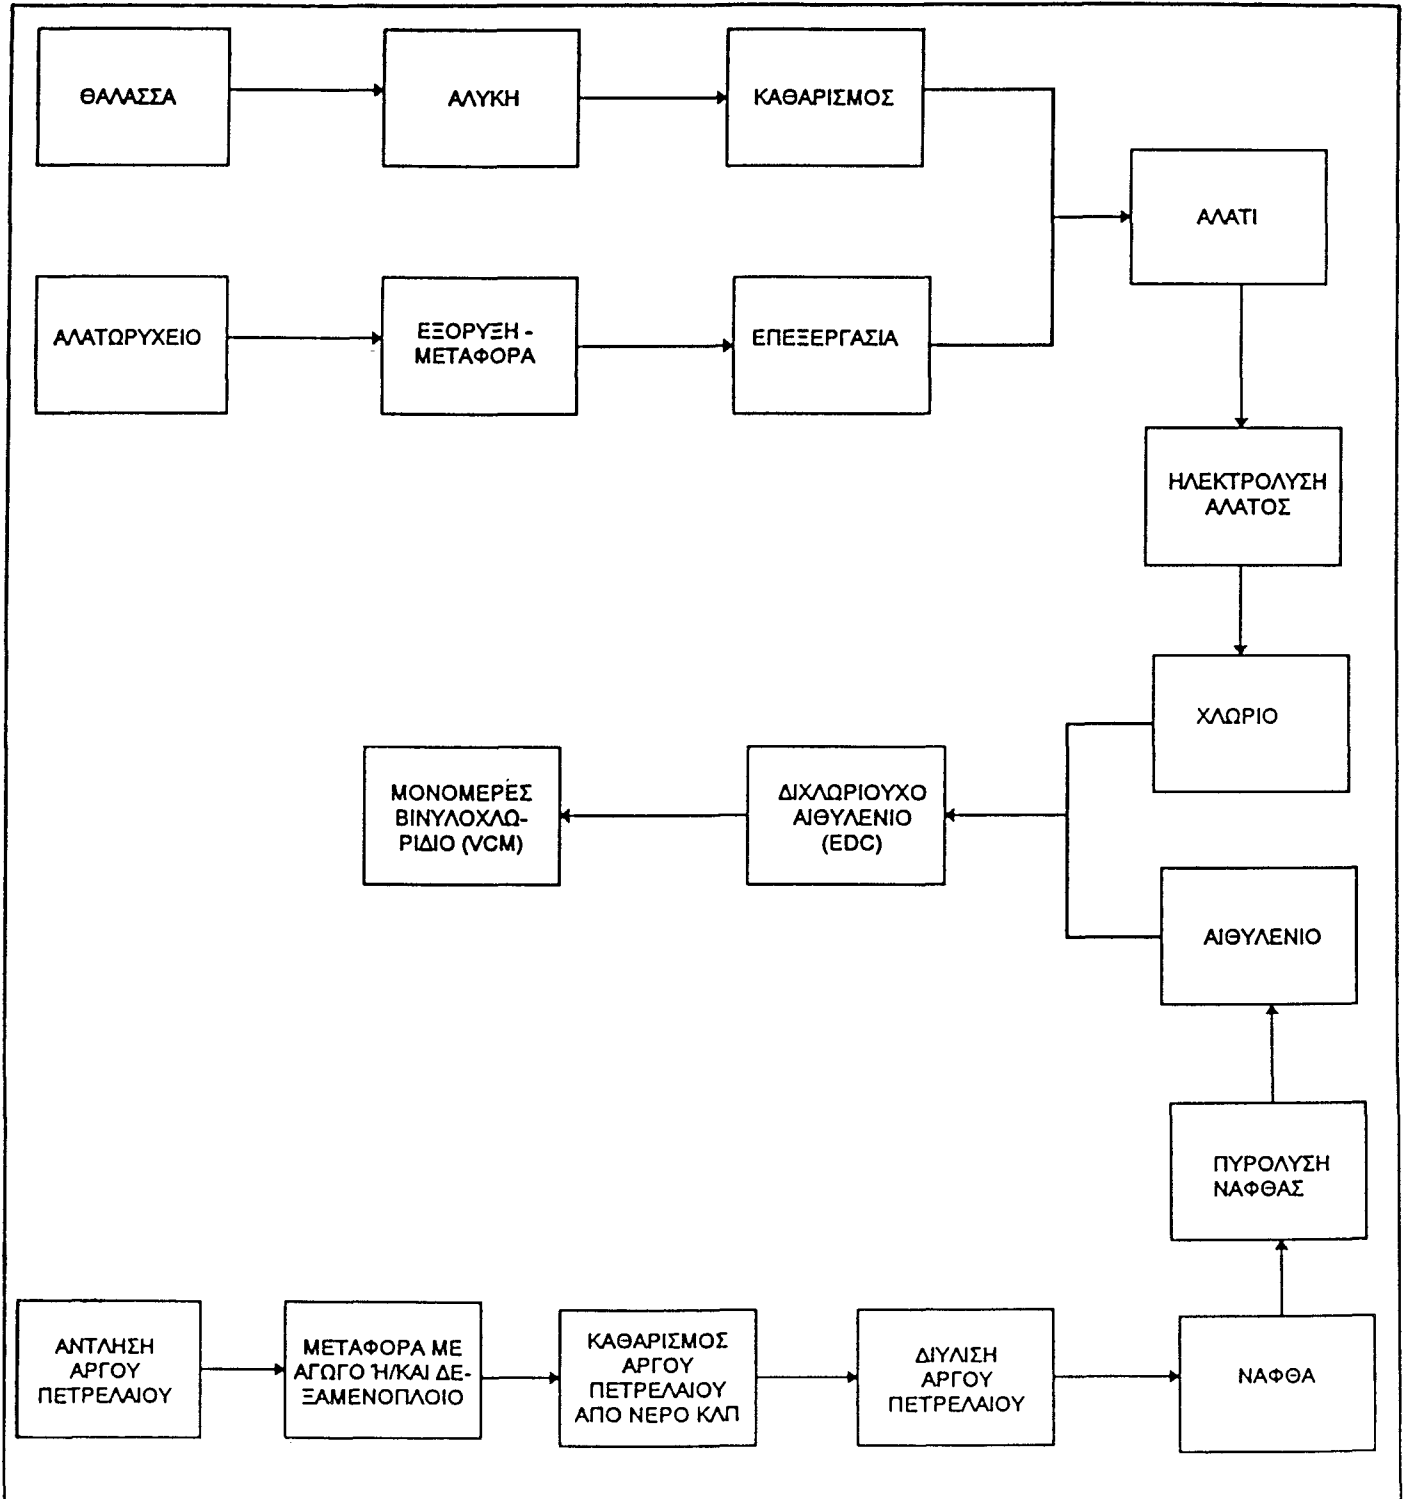 ΘΑΛΑΣΣΑ
ΑΛΥΚΗ
ΚΑΘΑΡΙΣΜΟΣ
ΑΛΑΤΙ
ΑΛΑΤΩΡΥΧΕΙΟ
ΕΞΟΡΥΞΗ -
ΜΕΤΑΦΟΡΑ
ΕΠΕΞΕΡΓΑΣΙΑ
ΗΛΕΚΤΡΟΛΥΣΗ
ΑΛΑΤΟΣ
ΧΛΩΡΙΟ
ΜΟΝΟΜΕΡΈΣ
ΒΙΝΥΛΟΧΛΩ-
ΡΙΔΙΟ (VCM)
ΔΙΧΛΩΡΙΟΥΧΟ
ΑΙΘΥΛΕΝΙΟ
(EDC)
ΑΙΘΥΛΕΝΙΟ
ΠΥΡΟΛΥΣΗ
ΝΑΦΘΑΣ
ΑΝΤΛΗΣΗ
ΑΡΓΟΥ
ΠΕΤΡΕΛΑΙΟΥ
ΜΕΤΑΦΟΡΑ ΜΕ
ΑΓΩΓΟ Ή/ΚΑΙ ΔΕ-
ΞΑΜΕΝΟΠΛΟΙΟ
ΚΑΘΑΡΙΣΜΟΣ
ΑΡΓΟΥ
ΠΕΤΡΕΛΑΙΟΥ
ΑΠΟ ΝΕΡΟ ΚΛΠ
ΔΙΥΛΙΣΗ
ΑΡΓΟΥ
ΠΕΤΡΕΛΑΙΟΥ
ΝΑΦΘΑ